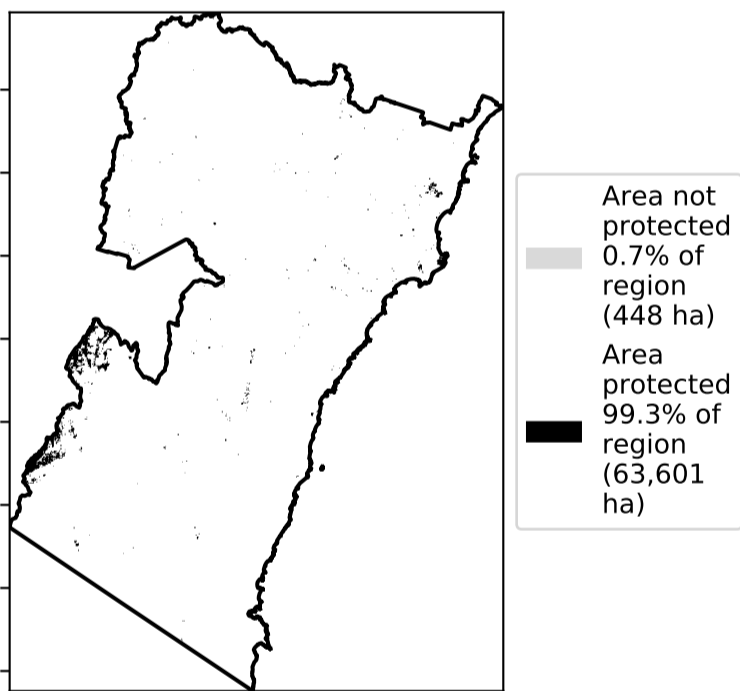 Area not
protected
0.7% of
region
(448 ha)
Area
protected
99.3% of
region
(63,601
ha)